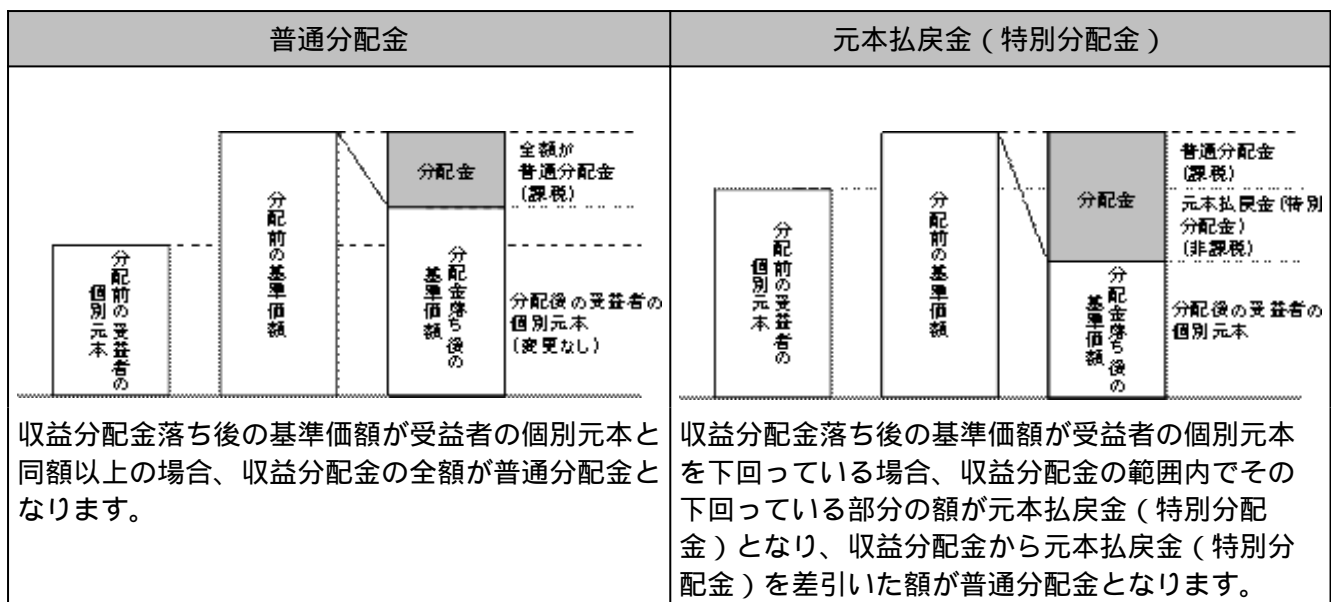 普通分配金
元本払戻金(特別分配金)
分配前の受益者の
個別元本
分配前の基準価額
分配金
分配金落ち後の
基準価額
全額が
普通分配金
(課税)
分配後の受益者の
個別元本
(変更なし)
収益分配金落ち後の基準価額が受益者の個別元本と
同額以上の場合、収益分配金の全額が普通分配金と
なります。
分配前の受益者の
個別元本
分配前の基準価額
分配金
分配金落ち後の
基準価額
普通分配金
(課税)
元本払戻金(特別
分配金)
(非課税)
分配後の受益者の
個別元本
収益分配金落ち後の基準価額が受益者の個別元本
を下回っている場合、収益分配金の範囲内でその
下回っている部分の額が元本払戻金(特別分配
金)となり、収益分配金から元本払戻金(特別分
配金)を差引いた額が普通分配金となります。